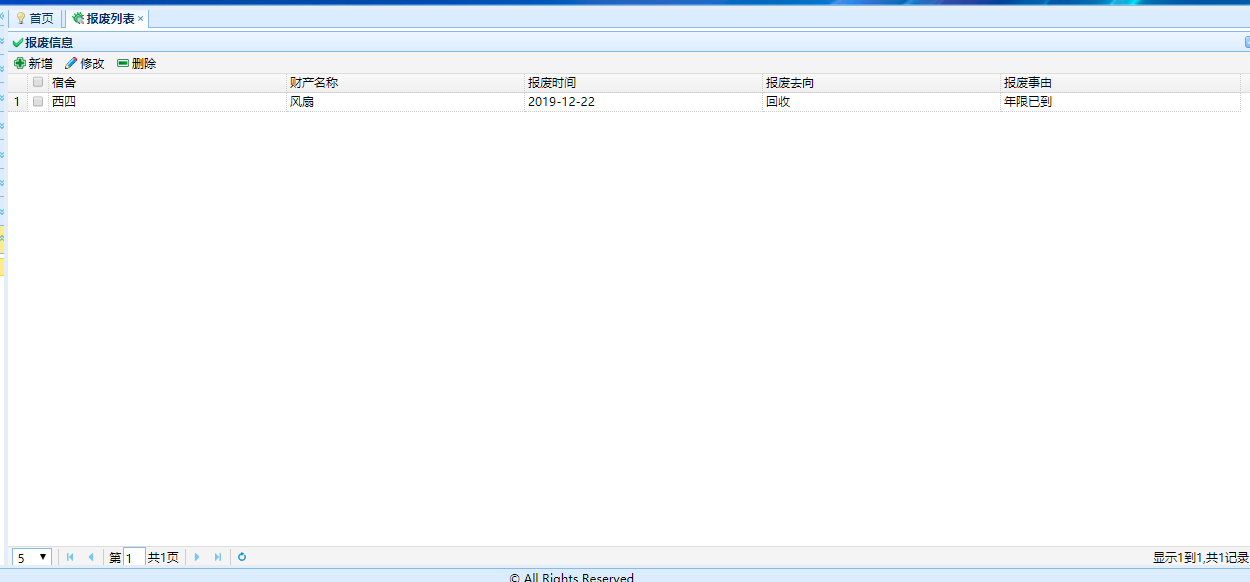 首页 报废列表
报废信息
新增 修改 删除
宿舍 财产名称 报废时间 报废去向 报废事由
1 西四 风扇 2019-12-22 回收 年限已到
5 第 1 共1页 显示1到1,共1记录
© All Rights Reserved